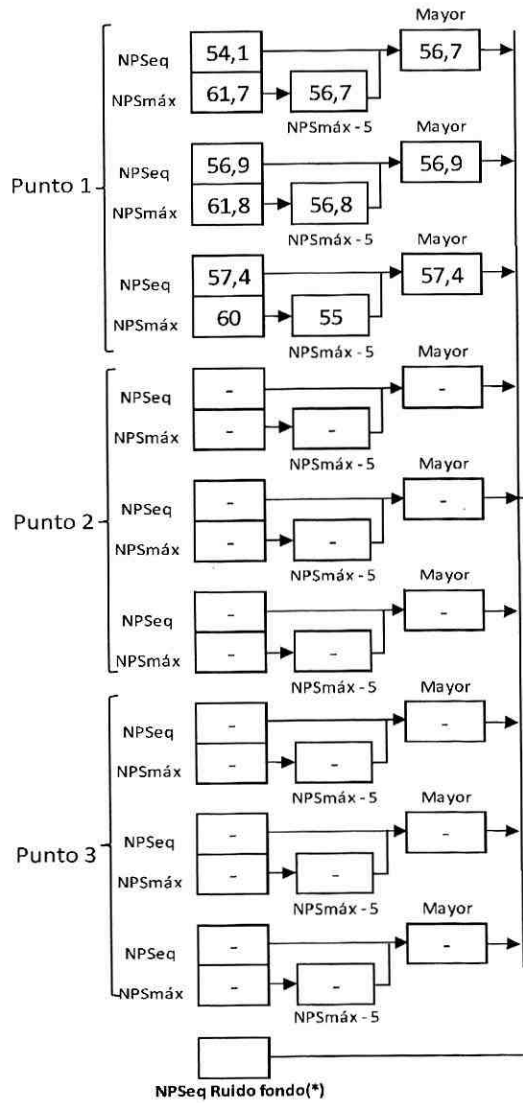 Mayor
NPSeq 54,1 56,7
NPSmáx 61,7 56,7
NPSmáx - 5
Mayor
NPSeq 56,9 56,9
Punto 1
NPSmáx 61,8 56,8
NPSmáx - 5
Mayor
NPSeq 57,4 57,4
NPSmáx 60 55
NPSmáx - 5
Mayor
NPSeq - -
NPSmáx - -
NPSmáx - 5
Mayor
NPSeq - -
Punto 2
NPSmáx - -
NPSmáx - 5
Mayor
NPSeq - -
NPSmáx - -
NPSmáx - 5
Mayor
NPSeq - -
NPSmáx - -
NPSmáx - 5
Mayor
NPSeq - -
Punto 3
NPSmáx - -
NPSmáx - 5
Mayor
NPSeq - -
NPSmáx - -
NPSmáx - 5
NPSeq Ruido fondo(*)